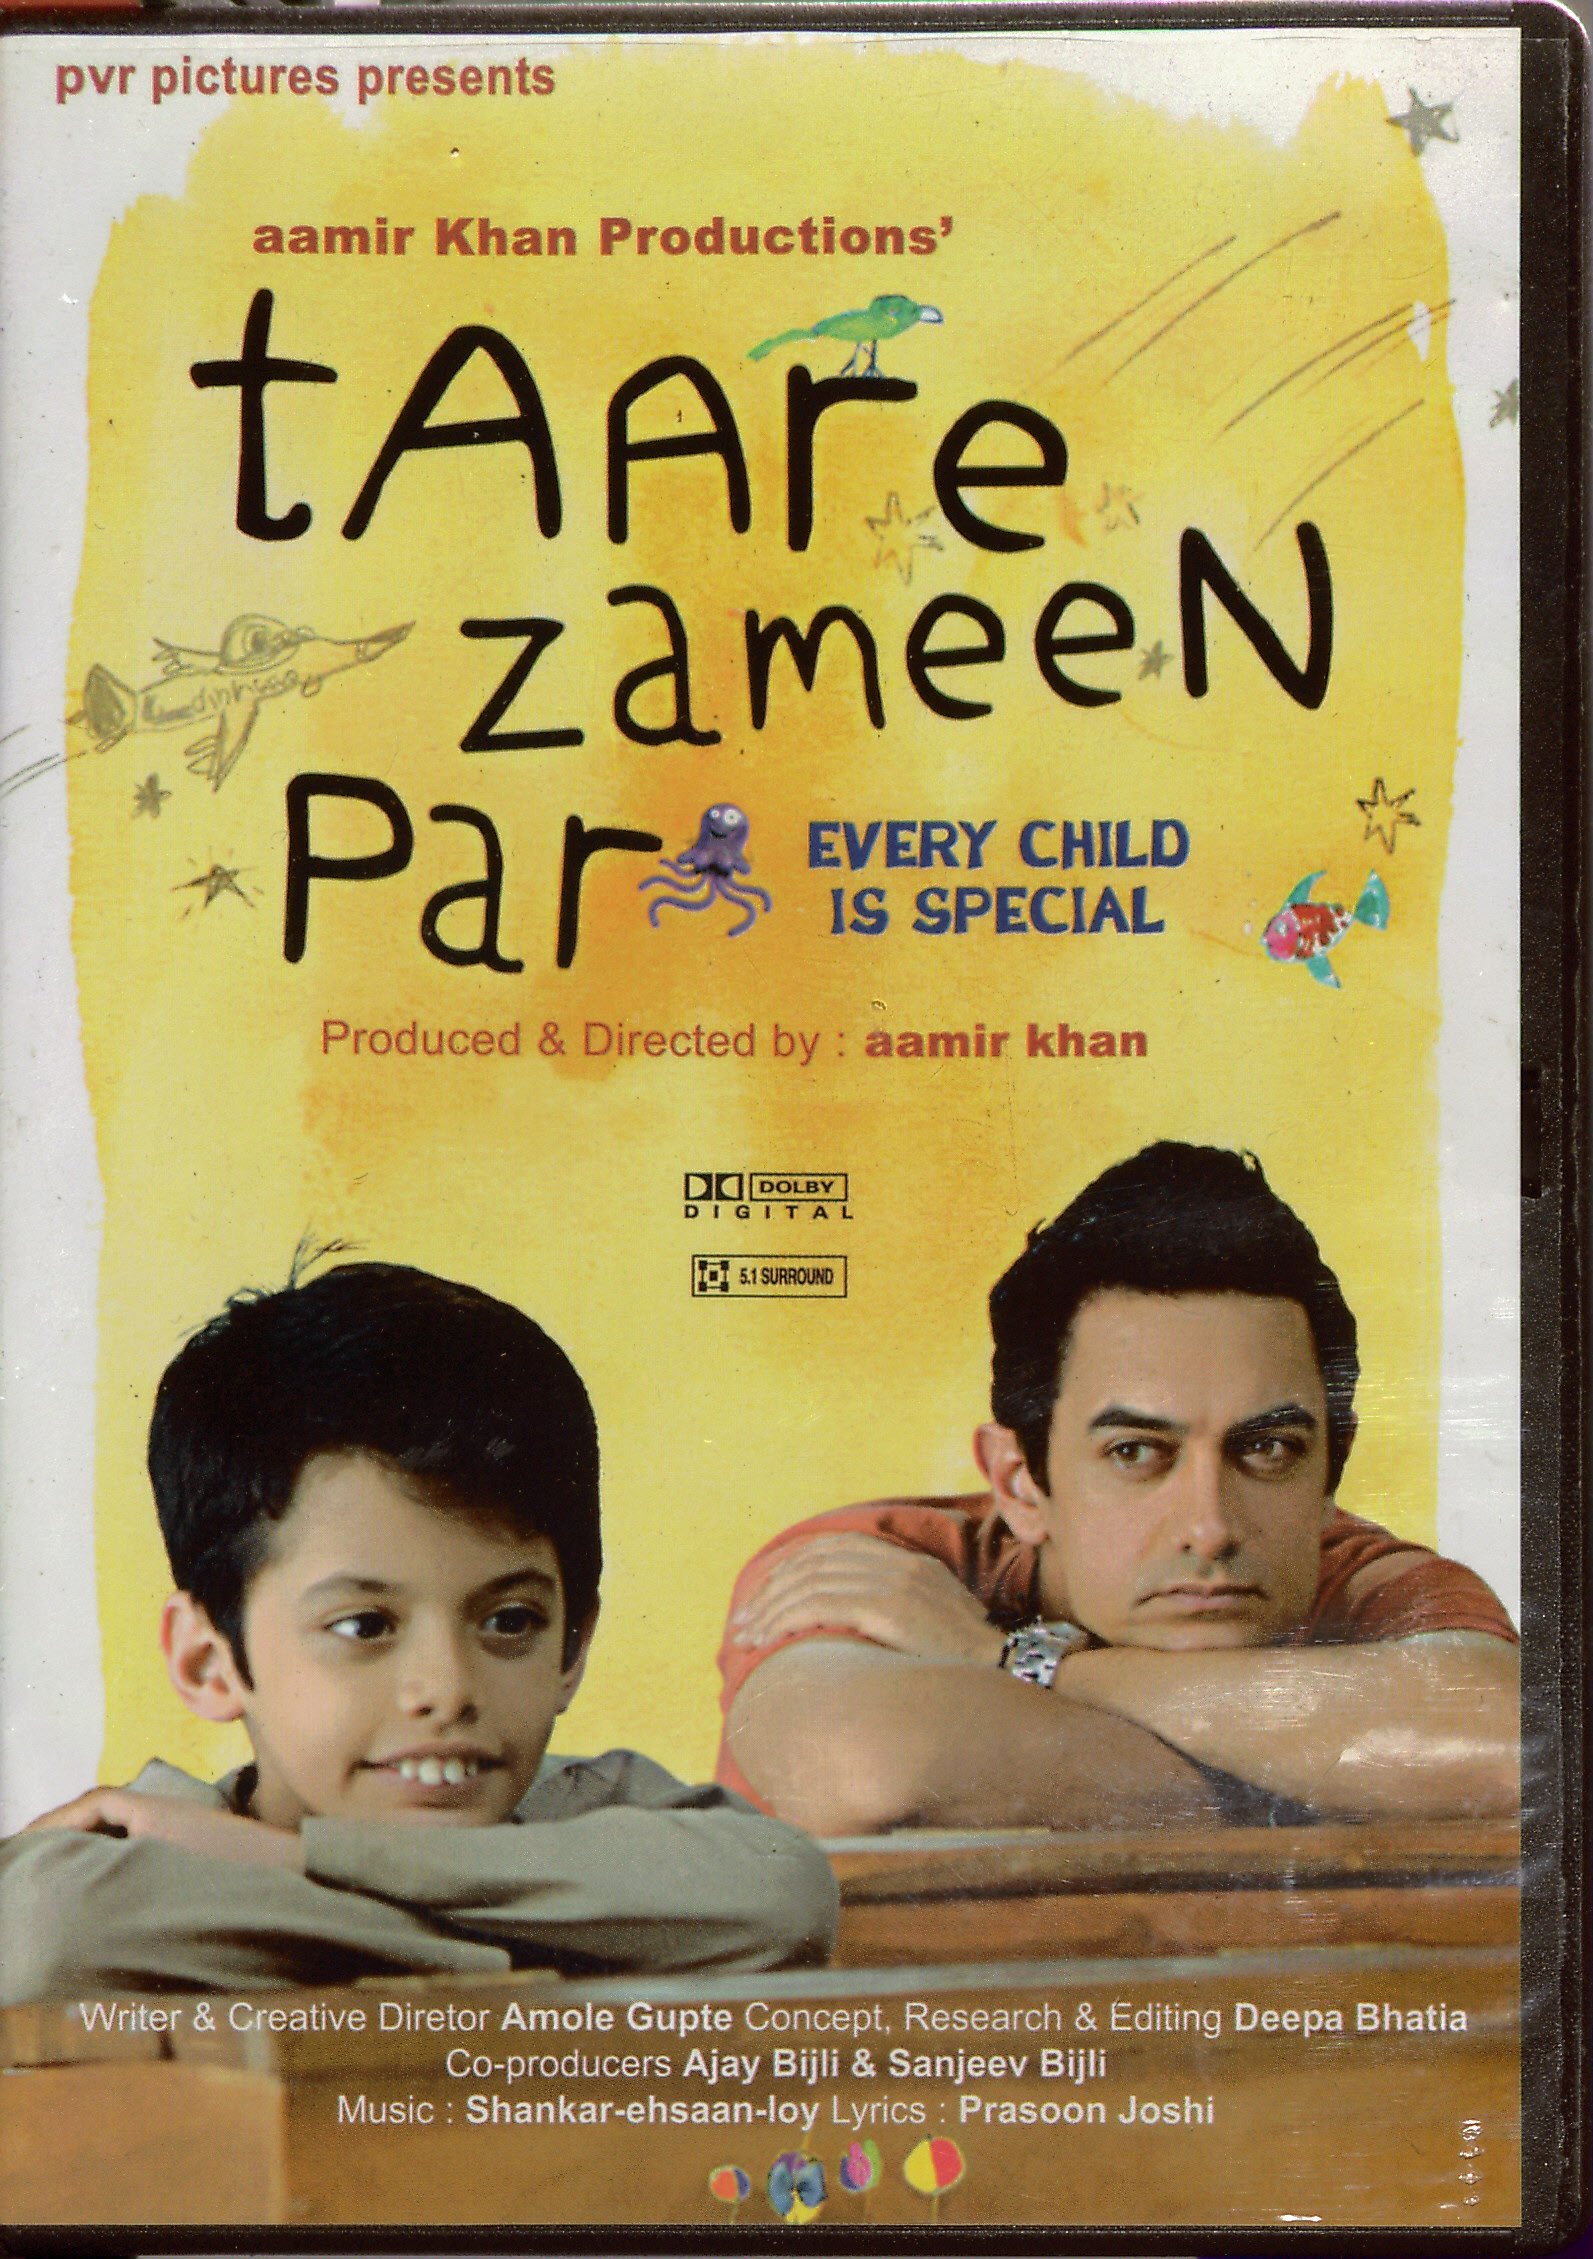 pvr pictures presents
aamir Khan Productions'
tAAre
zameeN
Par
EVERY CHILD
IS SPECIAL
Produced & Directed by : aamir khan
DOLBY
DIGITAL
5.1 SURROUND
Writer & Creative Diretor Amole Gupte Concept, Research & Editing Deepa Bhatia
Co-producers Ajay Bijli & Sanjeev Bijli
Music : Shankar-ehsaan-loy Lyrics : Prasoon Joshi